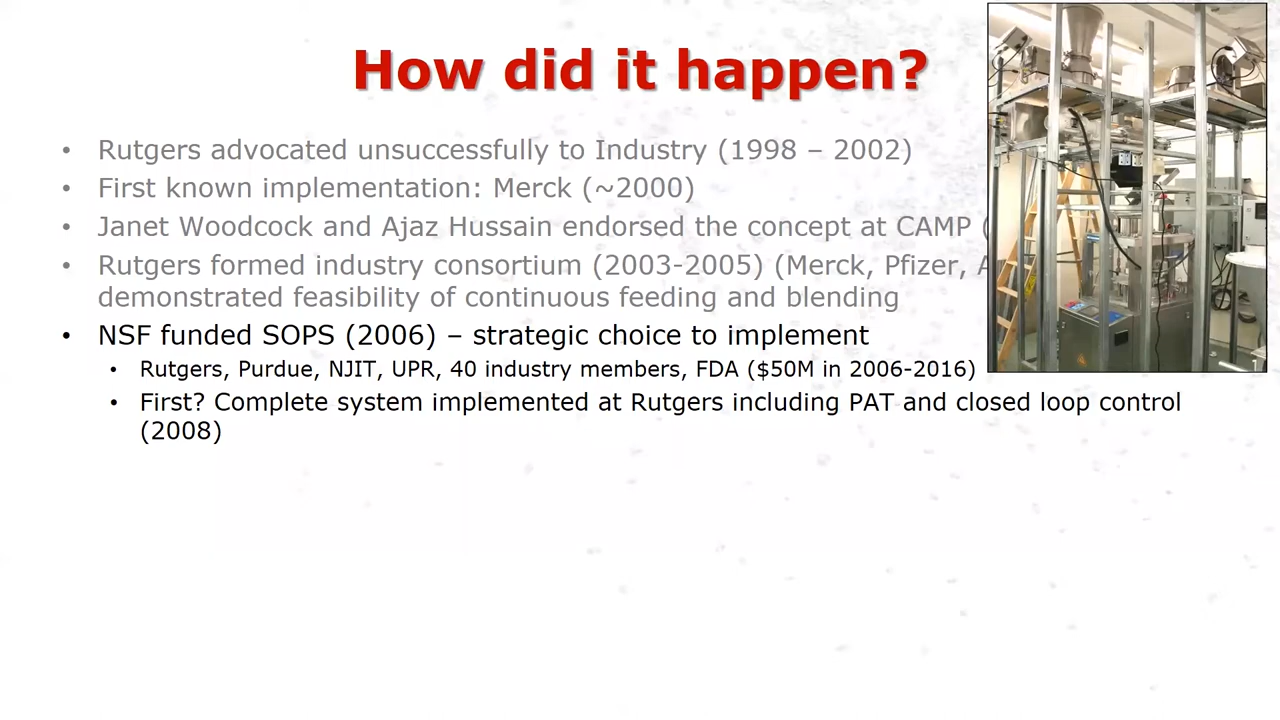 How did it happen?
• Rutgers advocated unsuccessfully to Industry (1998 – 2002)
• First known implementation: Merck (~2000)
• Janet Woodcock and Ajaz Hussain endorsed the concept at CAMP (
• Rutgers formed industry consortium (2003-2005) (Merck, Pfizer,
demonstrated feasibility of continuous feeding and blending
• NSF funded SOPS (2006) – strategic choice to implement
• Rutgers, Purdue, NJIT, UPR, 40 industry members, FDA ($50M in 2006-2016)
• First? Complete system implemented at Rutgers including PAT and closed loop control
(2008)